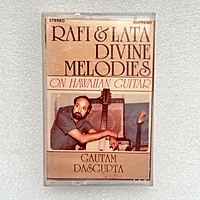 STEREO SUPREME
RAFI & LATA
DIVINE
MELODIES
ON HAWAIIAN GUITAR
GAUTAM
DASGUPTA